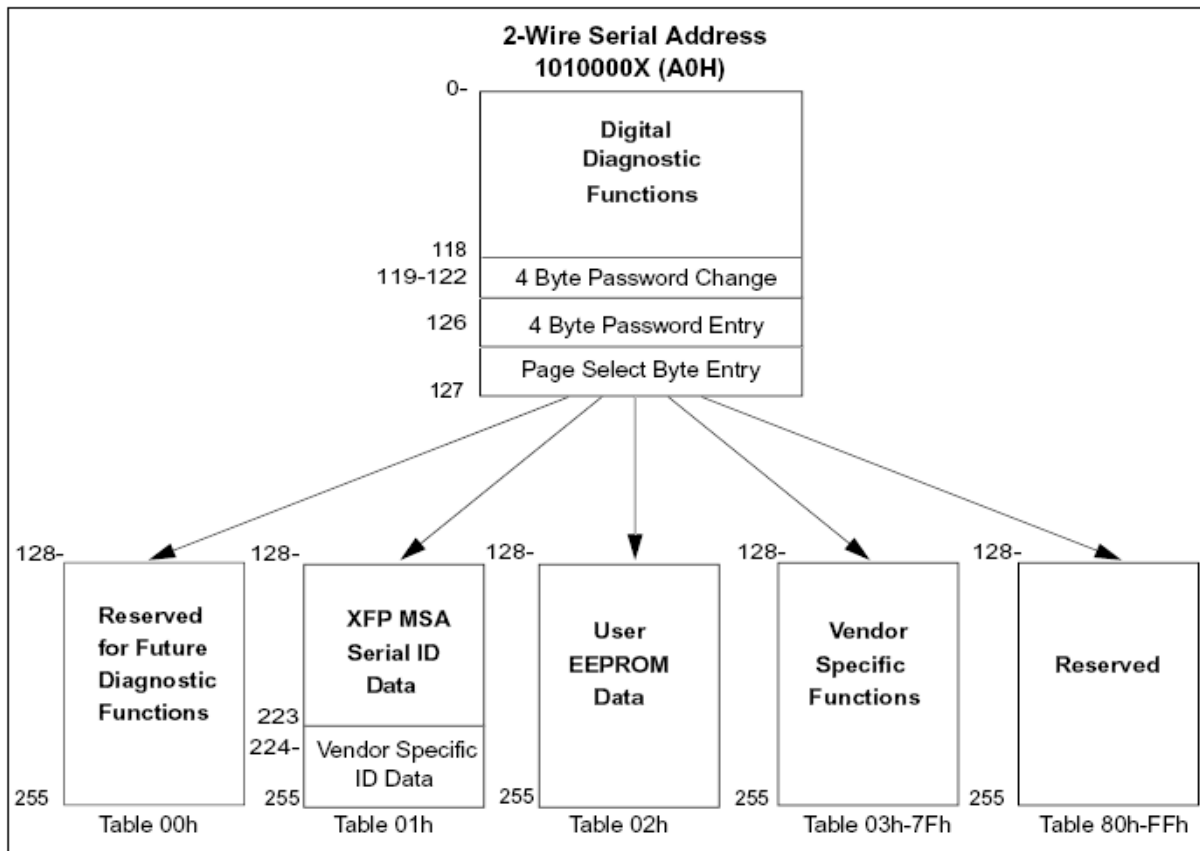 2-Wire Serial Address
1010000X (A0H)
0-
Digital
Diagnostic
Functions
118
119-122
4 Byte Password Change
126
4 Byte Password Entry
Page Select Byte Entry
127
128-
Reserved
for Future
Diagnostic
Functions
255
Table 00h
128-
XFP MSA
Serial ID
Data
223
224-
Vendor Specific
ID Data
255
Table 01h
128-
User
EEPROM
Data
255
Table 02h
128-
Vendor
Specific
Functions
255
Table 03h-7Fh
128-
Reserved
255
Table 80h-FFh